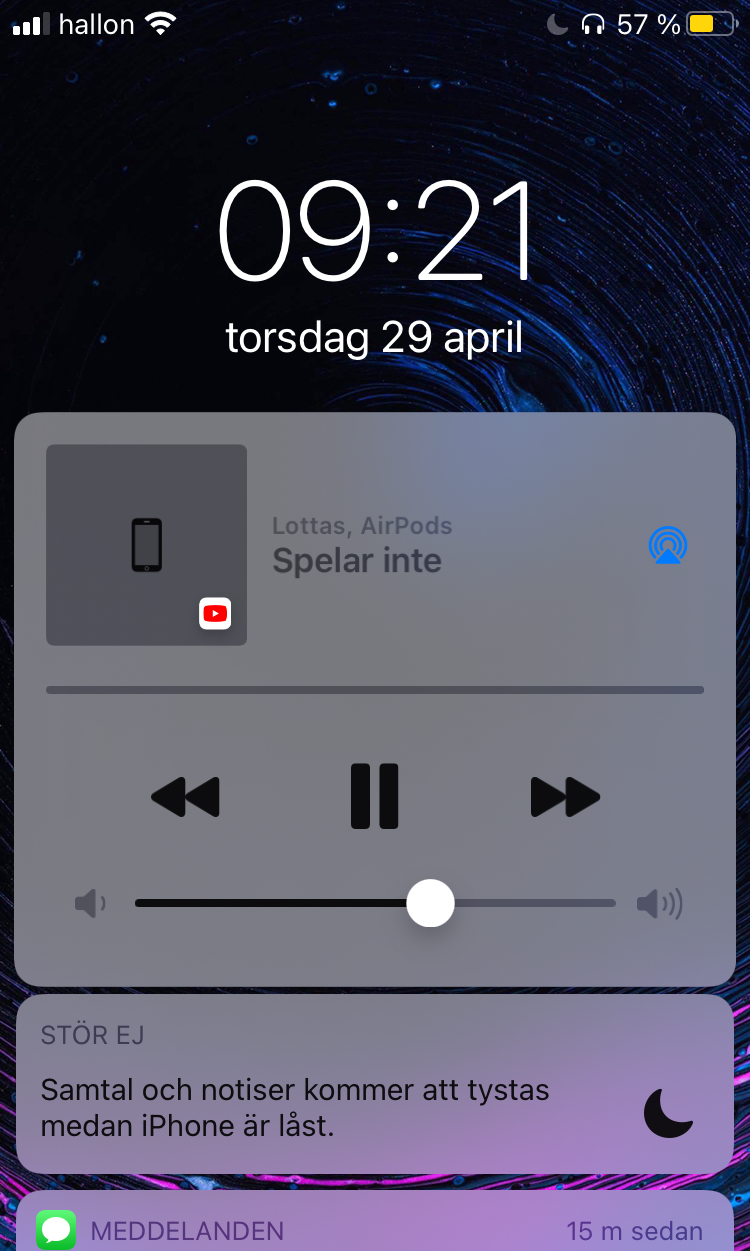 hallon 57 %
09:21
torsdag 29 april
Lottas, AirPods
Spelar inte
STÖR EJ
Samtal och notiser kommer att tystas
medan iPhone är låst.
MEDDELANDEN 15 m sedan